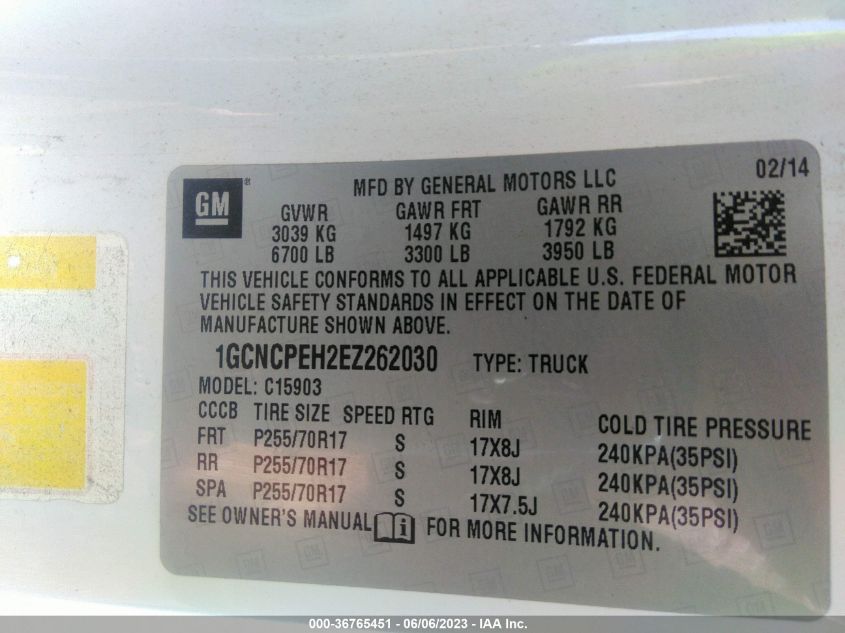 GM ®
MFD BY GENERAL MOTORS LLC
02/14
GVWR GAWR FRT GAWR RR
3039 KG 1497 KG 1792 KG
6700 LB 3300 LB 3950 LB
THIS VEHICLE CONFORMS TO ALL APPLICABLE U.S. FEDERAL MOTOR
VEHICLE SAFETY STANDARDS IN EFFECT ON THE DATE OF
MANUFACTURE SHOWN ABOVE.
1GCNCPEH2EZ262030 TYPE: TRUCK
MODEL: C15903
CCCB TIRE SIZE SPEED RTG RIM COLD TIRE PRESSURE
FRT P255/70R17 S 17X8J 240KPA(35PSI)
RR P255/70R17 S 17X8J 240KPA(35PSI)
SPA P255/70R17 S 17X7.5J 240KPA(35PSI)
SEE OWNER'S MANUAL i FOR MORE INFORMATION.
000-36765451 - 06/06/2023 - IAA Inc.